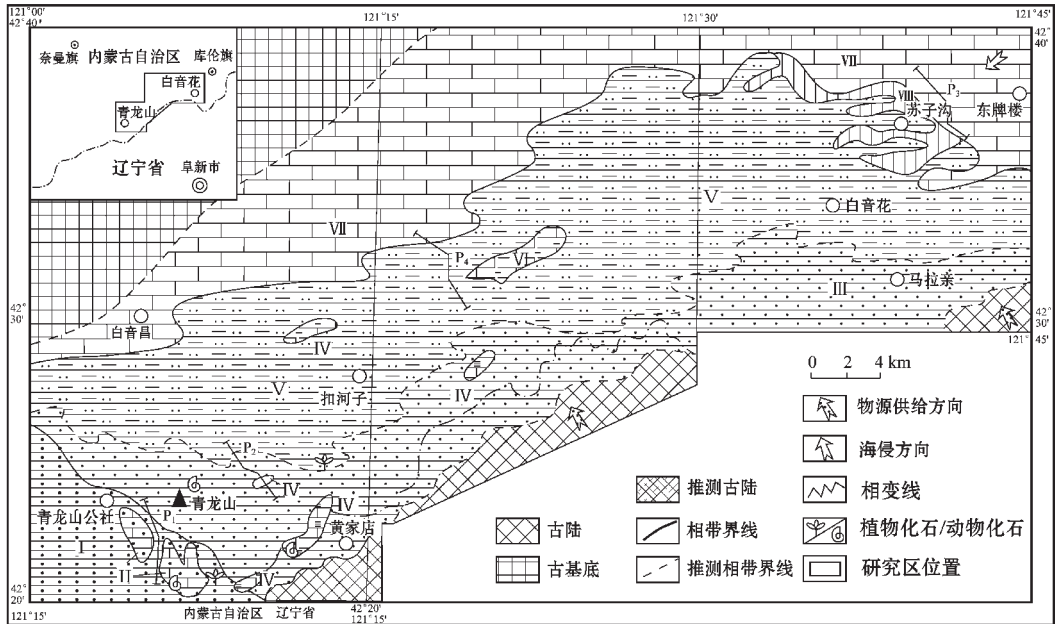 121°00′
42°40′
121°15′
121°30′
121°45′
42°
40′
奈曼旗
内蒙古自治区
库伦旗
白音花
青龙山
辽宁省
阜新市
Ⅶ
P3
Ⅷ
苏子沟
东牌楼
Ⅴ
白音花
Ⅶ
P4
Ⅵ
Ⅲ
马拉亲
42°
30′
白音昌
42°
30′
121°45′
Ⅳ
Ⅳ
Ⅴ
扣河子
0 2 4 km
物源供给方向
海侵方向
P2
Ⅳ
Ⅳ
推测古陆
相变线
青龙山公社
P1
青龙山
黄家店
古陆
相带界线
植物化石/动物化石
Ⅰ
Ⅱ
Ⅳ
古基底
推测相带界线
研究区位置
42°
20′
121°15′
内蒙古自治区 辽宁省
42°20′
121°15′